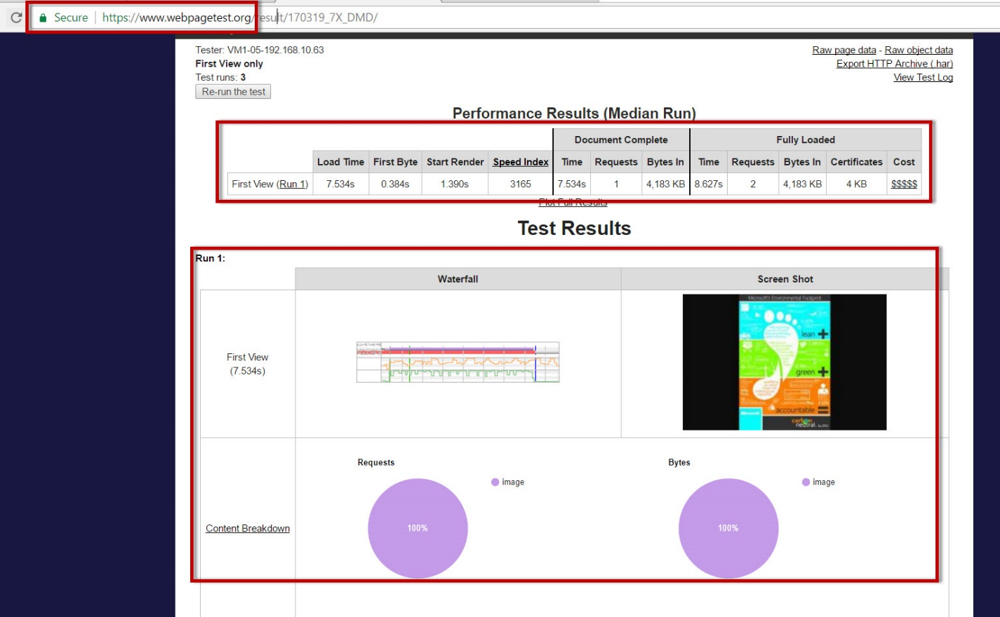 Secure | https://www.webpagetest.org/result/170319_7X_DMD/
Tester: VM1-05-192.168.10.63
First View only
Test runs: 3
Re-run the test
Raw page data - Raw object data
Export HTTP Archive (.har)
View Test Log
Performance Results (Median Run)
Document Complete Fully Loaded
Load Time First Byte Start Render Speed Index Time Requests Bytes In Time Requests Bytes In Certificates Cost
First View (Run 1) 7.534s 0.384s 1.390s 3165 7.534s 1 4,183 KB 8.627s 2 4,183 KB 4 KB $$$$$
Plot Full Results
Test Results
Run 1:
Waterfall Screen Shot
First View
(7.534s)
Microsoft's Environmental Footprint
lean +
green +
accountable =
carbon
neutral.
Requests Bytes
image image
100% 100%
Content Breakdown